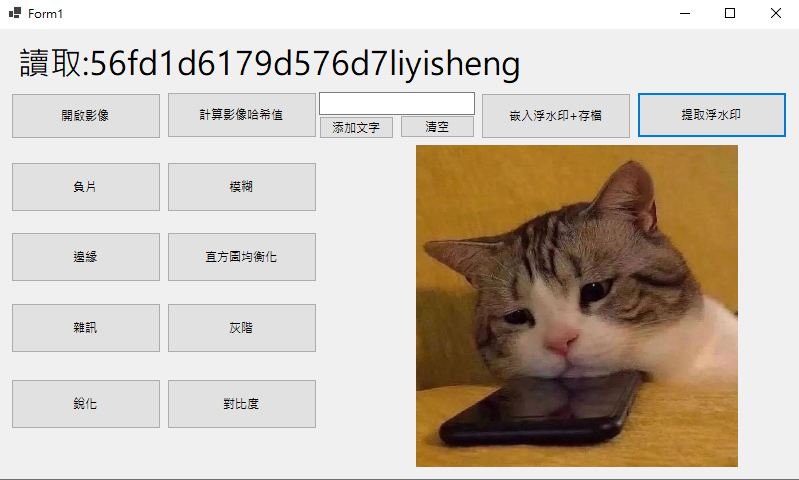 Form1
讀取:56fd1d6179d576d7liyisheng
開啟影像
計算影像哈希值
添加文字
清空
嵌入浮水印+存檔
提取浮水印
負片
模糊
邊緣
直方圖均衡化
雜訊
灰階
銳化
對比度